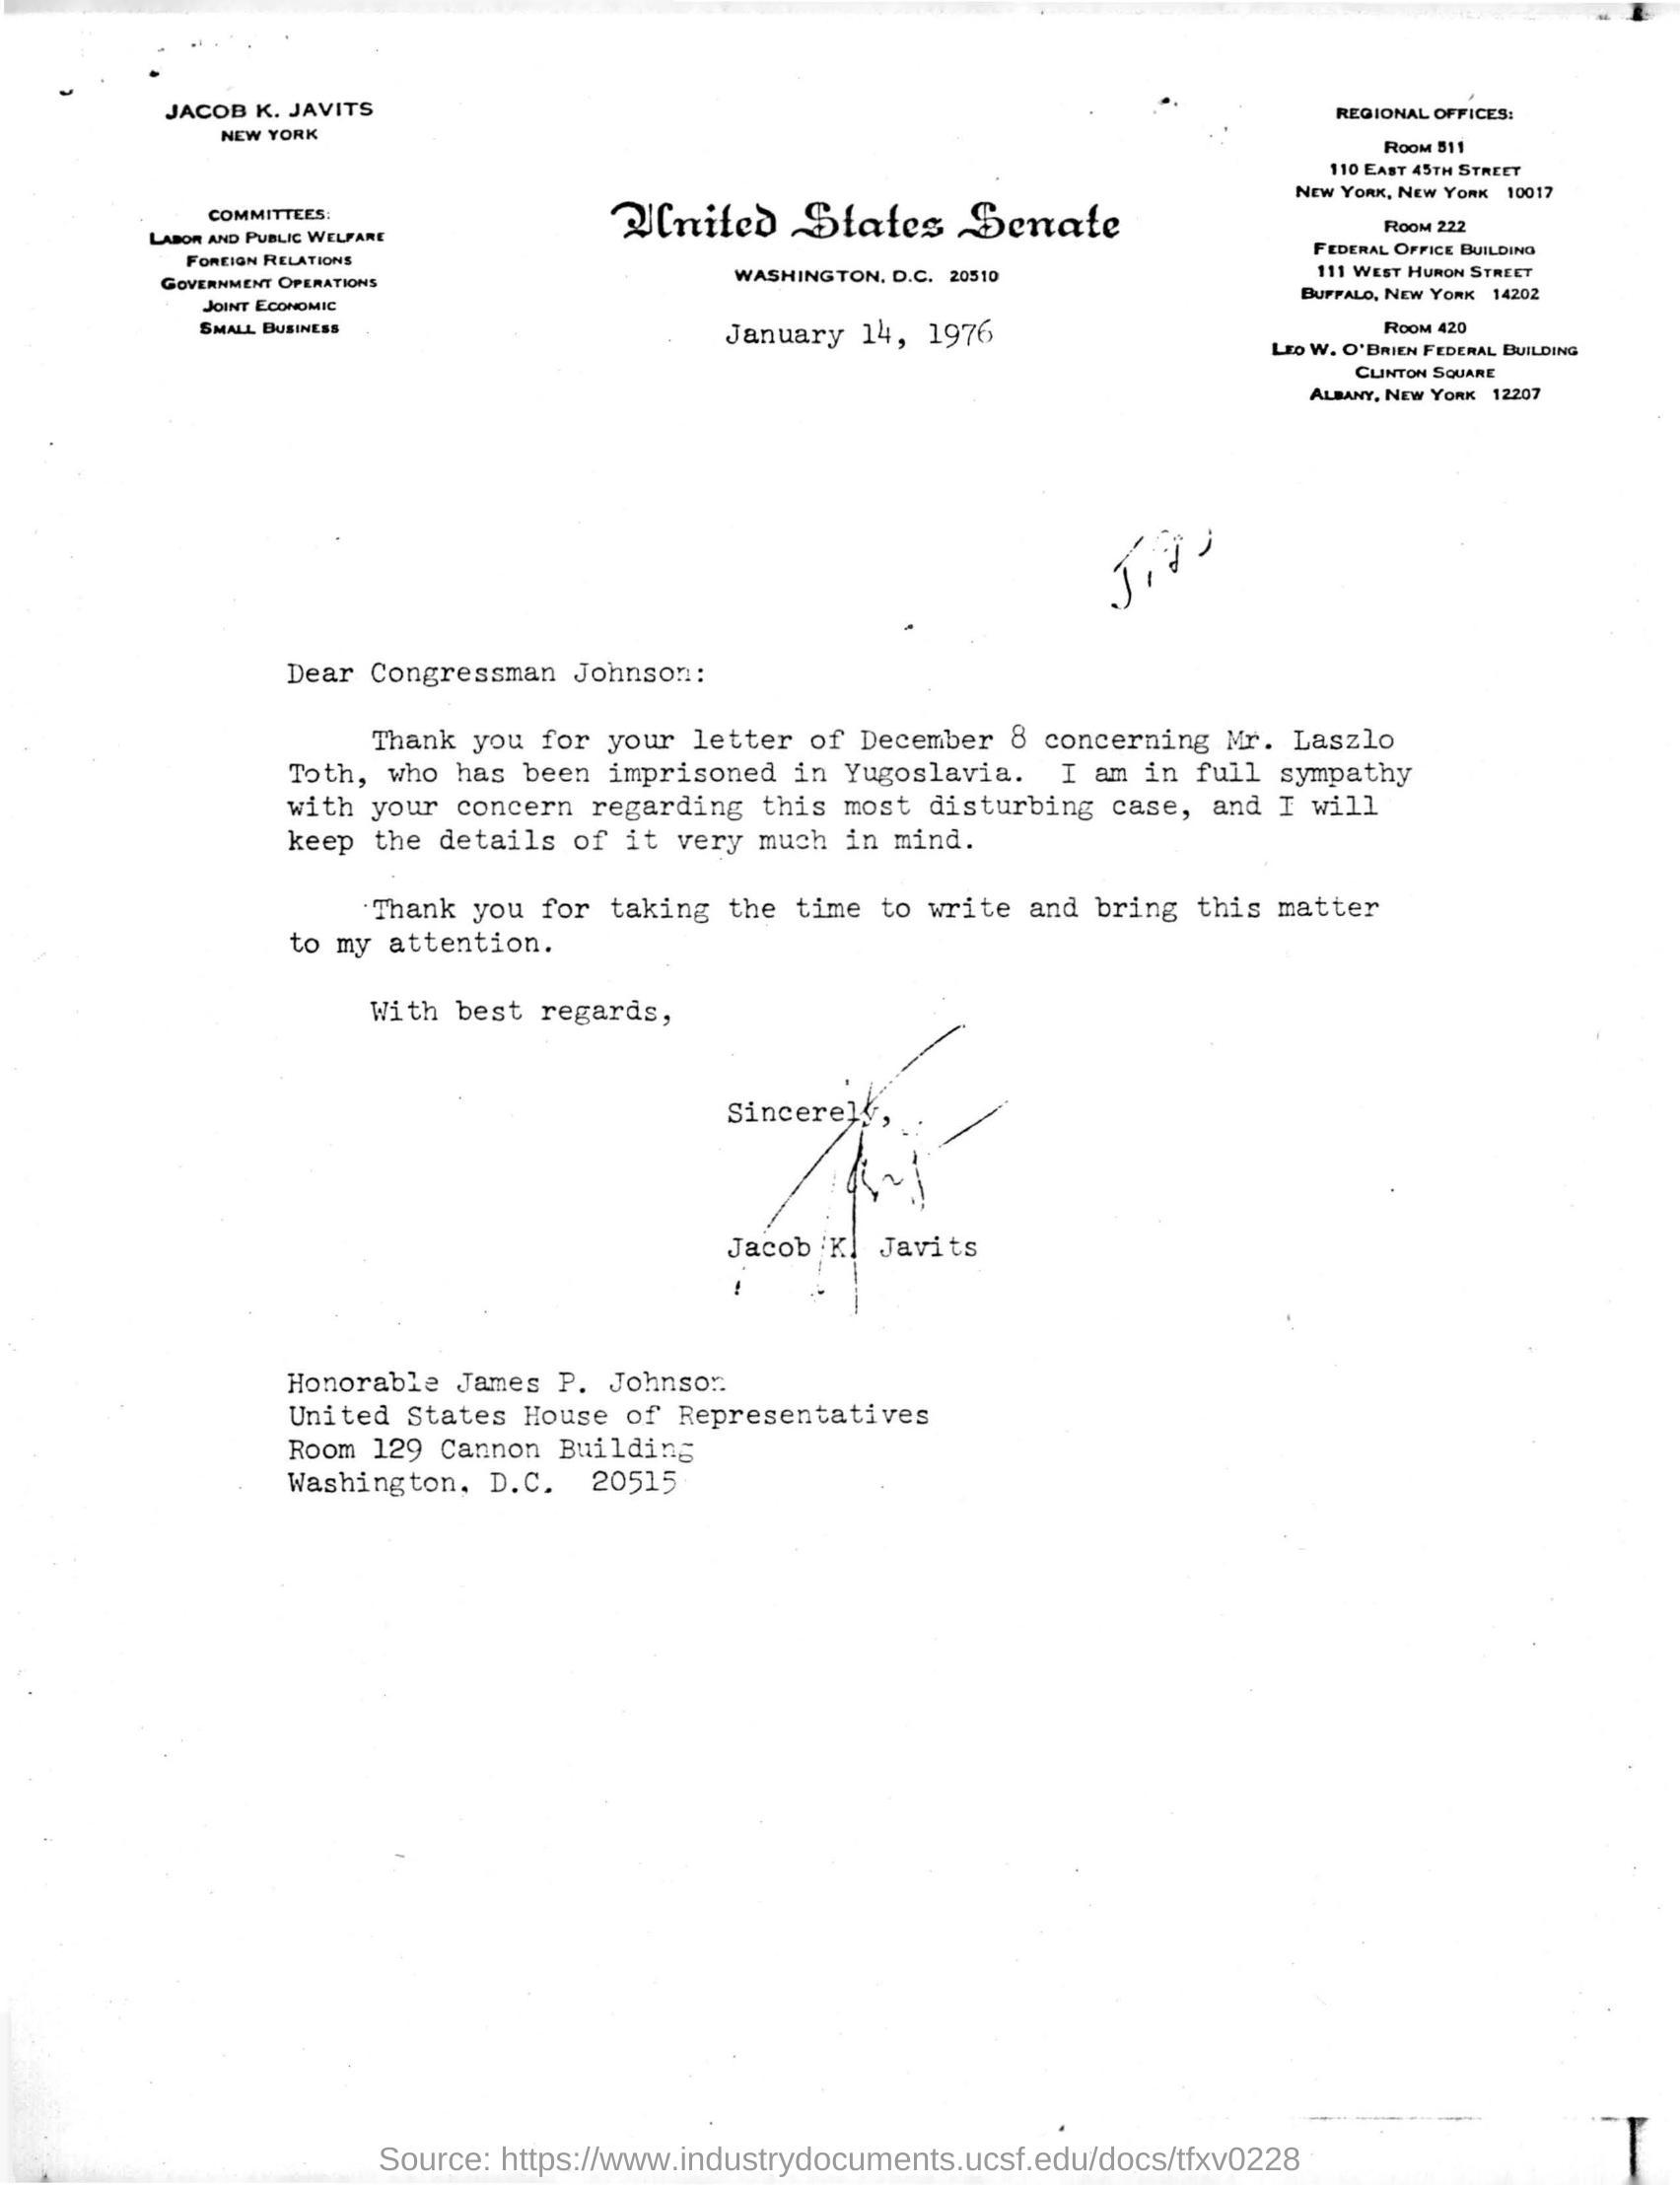 JACOB K. JAVITS
NEW YORK
COMMITTEES:
LABOR AND PUBLIC WELFARE
FOREIGN RELATIONS
GOVERNMENT OPERATIONS
JOINT ECONOMIC
SMALL BUSINESS
United States Senate
WASHINGTON, D.C. 20510
January 14, 1976
REGIONAL OFFICES:
ROOM 511
110 EAST 45TH STREET
NEW YORK, NEW YORK 10017
ROOM 222
FEDERAL OFFICE BUILDING
111 WEST HURON STREET
BUFFALO, NEW YORK 14202
ROOM 420
LEO W. O'BRIEN FEDERAL BUILDING
CLINTON SQUARE
ALBANY, NEW YORK 12207
Dear Congressman Johnson:
Thank you for your letter of December 8 concerning Mr. Laszlo
Toth, who has been imprisoned in Yugoslavia. I am in full sympathy
with your concern regarding this most disturbing case, and I will
keep the details of it very much in mind.
Thank you for taking the time to write and bring this matter
to my attention.
With best regards,
Sincerely,
Jacob K. Javits
Honorable James P. Johnson
United States House of Representatives
Room 129 Cannon Building
Washington, D.C. 20515
Source: https://www.industrydocuments.ucsf.edu/docs/tfxv0228